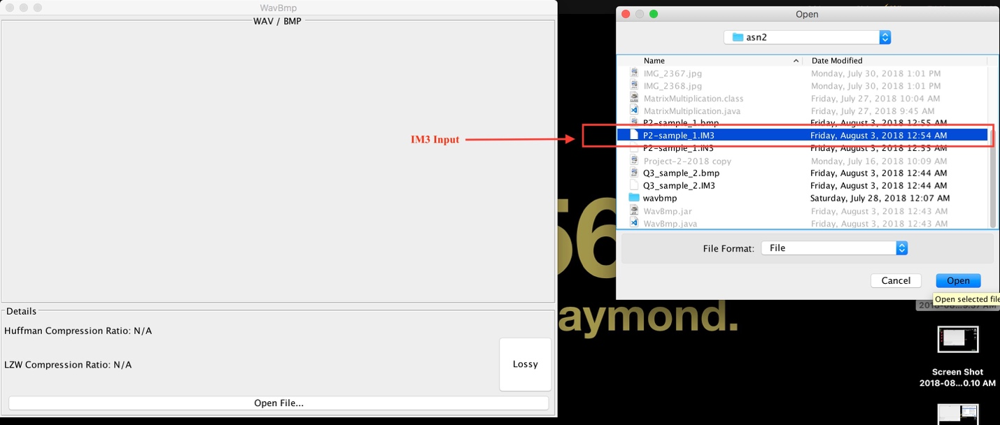 WavBmp
WAV / BMP
IM3 Input
Details
Huffman Compression Ratio: N/A
LZW Compression Ratio: N/A
Lossy
Open File...
Open
asn2
Name Date Modified
IMG_2367.jpg Monday, July 30, 2018 1:01 PM
IMG_2368.jpg Monday, July 30, 2018 1:01 PM
MatrixMultiplication.class Friday, July 27, 2018 10:04 AM
MatrixMultiplication.java Friday, July 27, 2018 9:45 AM
P2-sample_1.bmp Friday, August 3, 2018 12:55 AM
P2-sample_1.IM3 Friday, August 3, 2018 12:54 AM
P2-sample_1.IN3 Friday, August 3, 2018 12:55 AM
Project-2-2018 copy Monday, July 16, 2018 10:09 AM
Q3_sample_2.bmp Friday, August 3, 2018 12:44 AM
Q3_sample_2.IM3 Friday, August 3, 2018 12:44 AM
wavbmp Saturday, July 28, 2018 12:07 AM
WavBmp.jar Friday, August 3, 2018 12:43 AM
WavBmp.java Friday, August 3, 2018 12:43 AM
File Format: File
Cancel Open
Open selected file
56
aymond.
2018-08...9.37 AM
Screen Shot
2018-08...0.10 AM